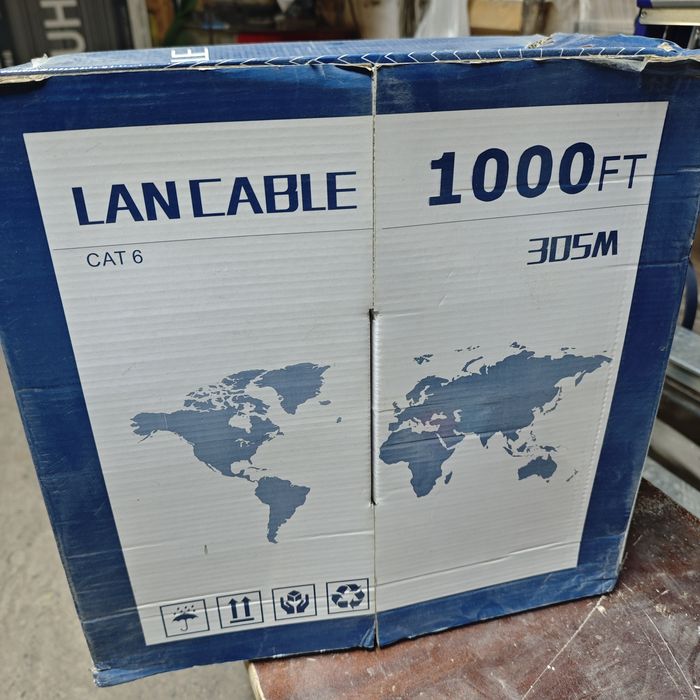 LAN CABLE
1000FT
CAT 6
305M